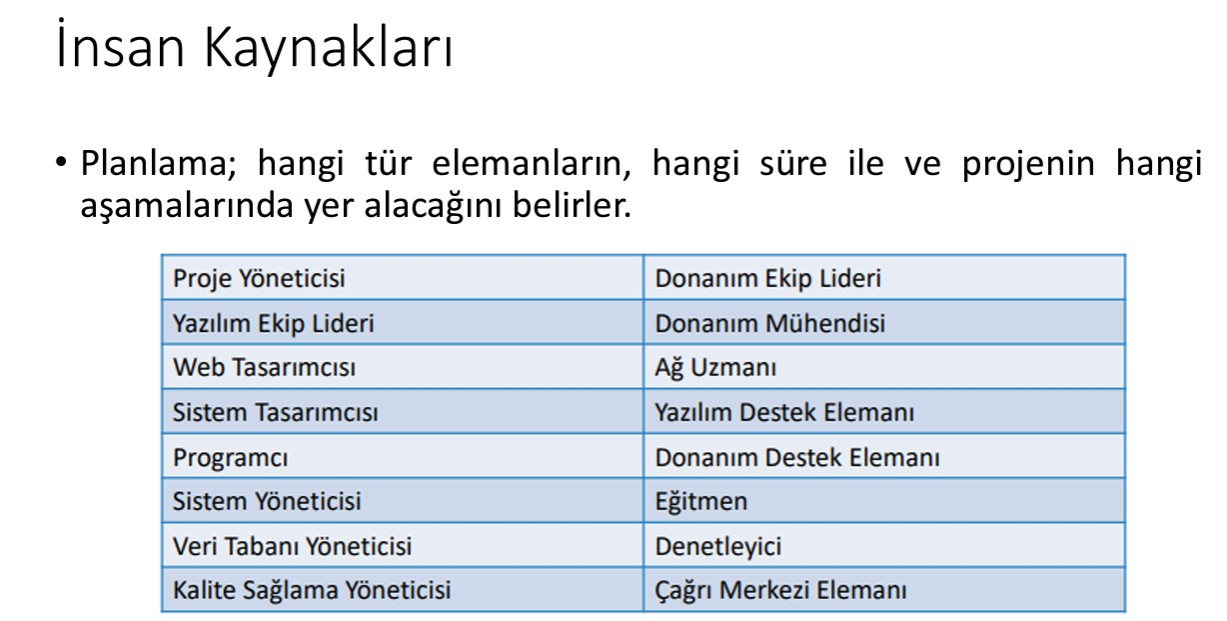 İnsan Kaynakları
• Planlama; hangi tür elemanların, hangi süre ile ve projenin hangi
aşamalarında yer alacağını belirler.
Proje Yöneticisi Donanım Ekip Lideri
Yazılım Ekip Lideri Donanım Mühendisi
Web Tasarımcısı Ağ Uzmanı
Sistem Tasarımcısı Yazılım Destek Elemanı
Programcı Donanım Destek Elemanı
Sistem Yöneticisi Eğitmen
Veri Tabanı Yöneticisi Denetleyici
Kalite Sağlama Yöneticisi Çağrı Merkezi Elemanı